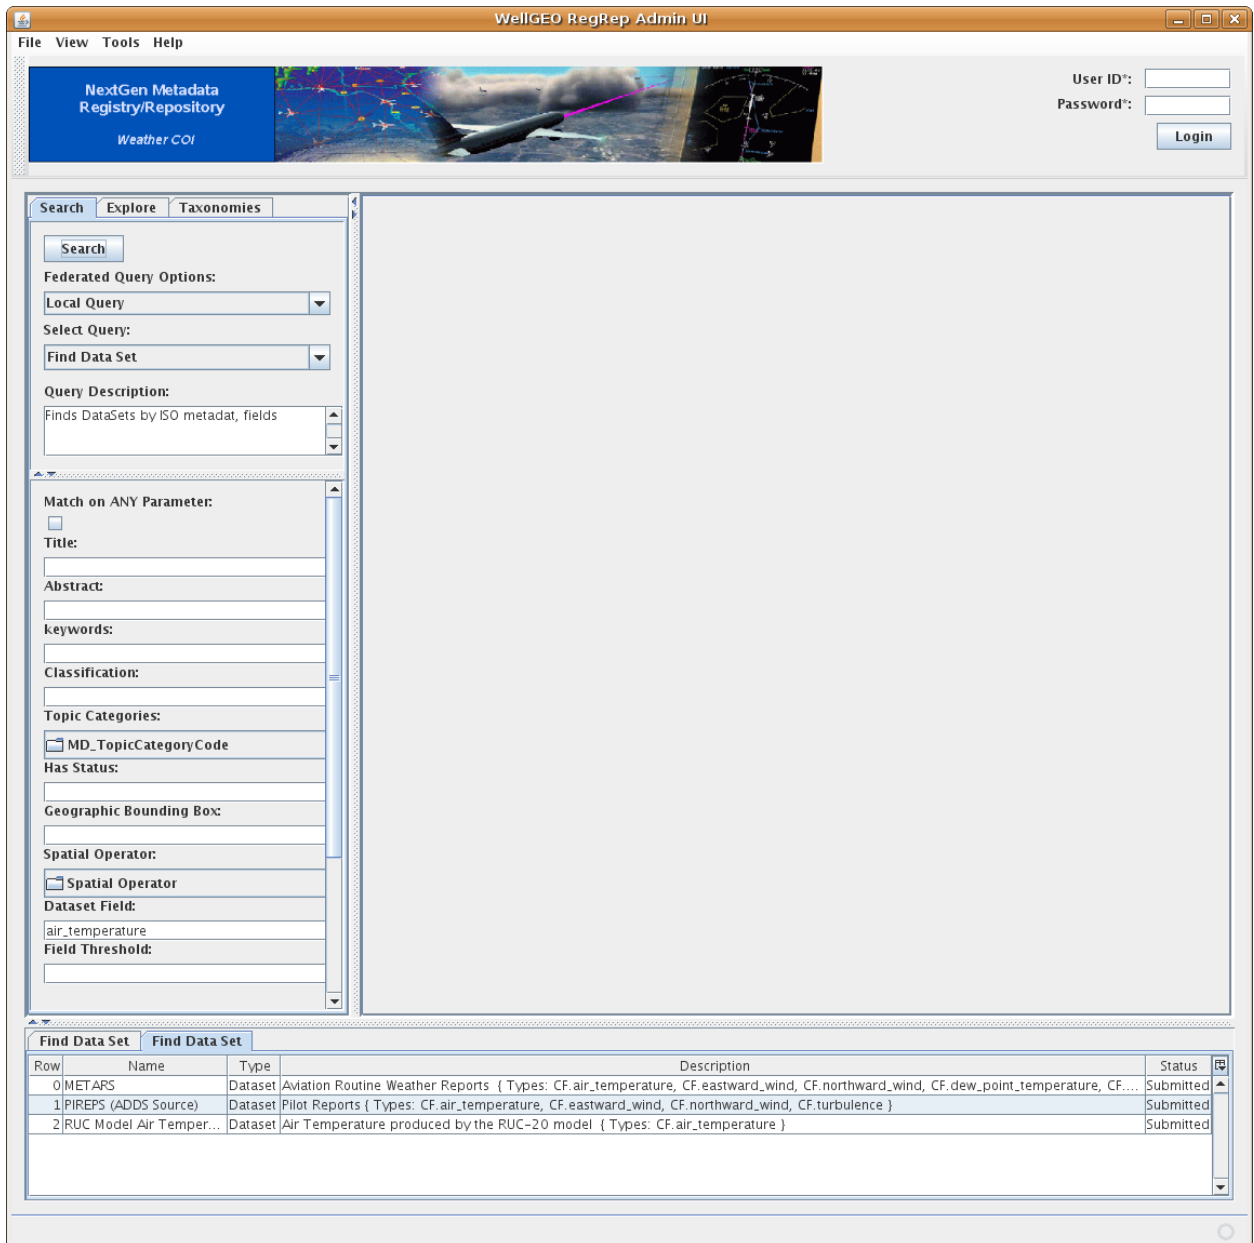 WellGEO RegRep Admin UI
File View Tools Help
NextGen Metadata
Registry/Repository
Weather COI
User ID*:
Password*:
Login
Search Explore Taxonomies
Search
Federated Query Options:
Local Query
Select Query:
Find Data Set
Query Description:
Finds DataSets by ISO metadat, fields
Match on ANY Parameter:
Title:
Abstract:
keywords:
Classification:
Topic Categories:
MD_TopicCategoryCode
Has Status:
Geographic Bounding Box:
Spatial Operator:
Spatial Operator
Dataset Field:
air_temperature
Field Threshold:
Find Data Set Find Data Set
Row Name Type Description Status
0 METARS Dataset Aviation Routine Weather Reports { Types: CF.air_temperature, CF.eastward_wind, CF.northward_wind, CF.dew_point_temperature, CF.... Submitted
1 PIREPS (ADDS Source) Dataset Pilot Reports { Types: CF.air_temperature, CF.eastward_wind, CF.northward_wind, CF.turbulence } Submitted
2 RUC Model Air Temper... Dataset Air Temperature produced by the RUC-20 model { Types: CF.air_temperature } Submitted